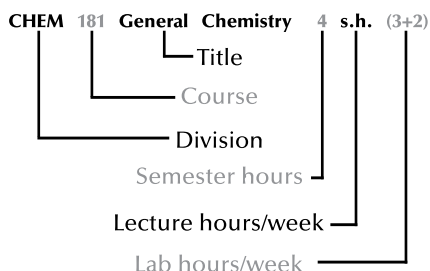 CHEM 181 General Chemistry 4 s.h. (3+2)
Title
Course
Division
Semester hours
Lecture hours/week
Lab hours/week